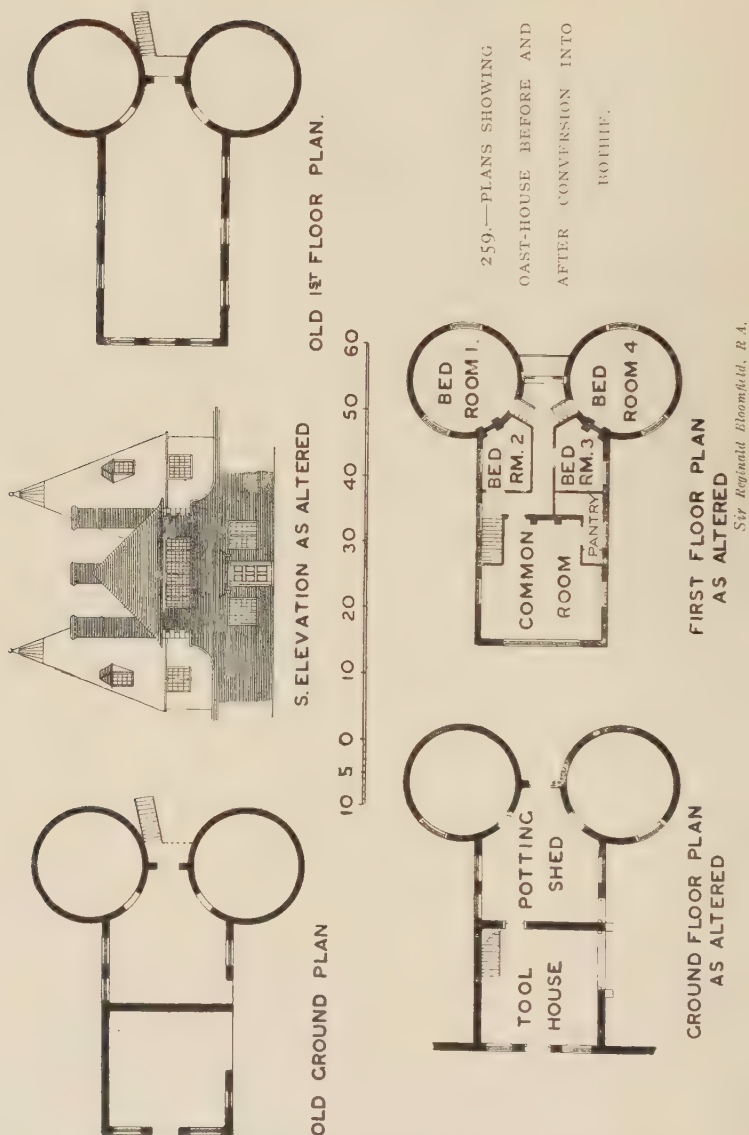 OLD 1ST FLOOR PLAN.
S. ELEVATION AS ALTERED
OLD GROUND PLAN
10 5 0 10 20 30 40 50 60
259.—PLANS SHOWING
OAST-HOUSE BEFORE AND
AFTER CONVERSION INTO
BOTHIE.
BED
ROOM 1.
BED
RM. 2
BED
RM. 3
BED
ROOM 4
COMMON
ROOM
PANTRY
FIRST FLOOR PLAN
AS ALTERED
Sir Reginald Bloomfield, R.A.
POTTING
SHED
TOOL
HOUSE
GROUND FLOOR PLAN
AS ALTERED